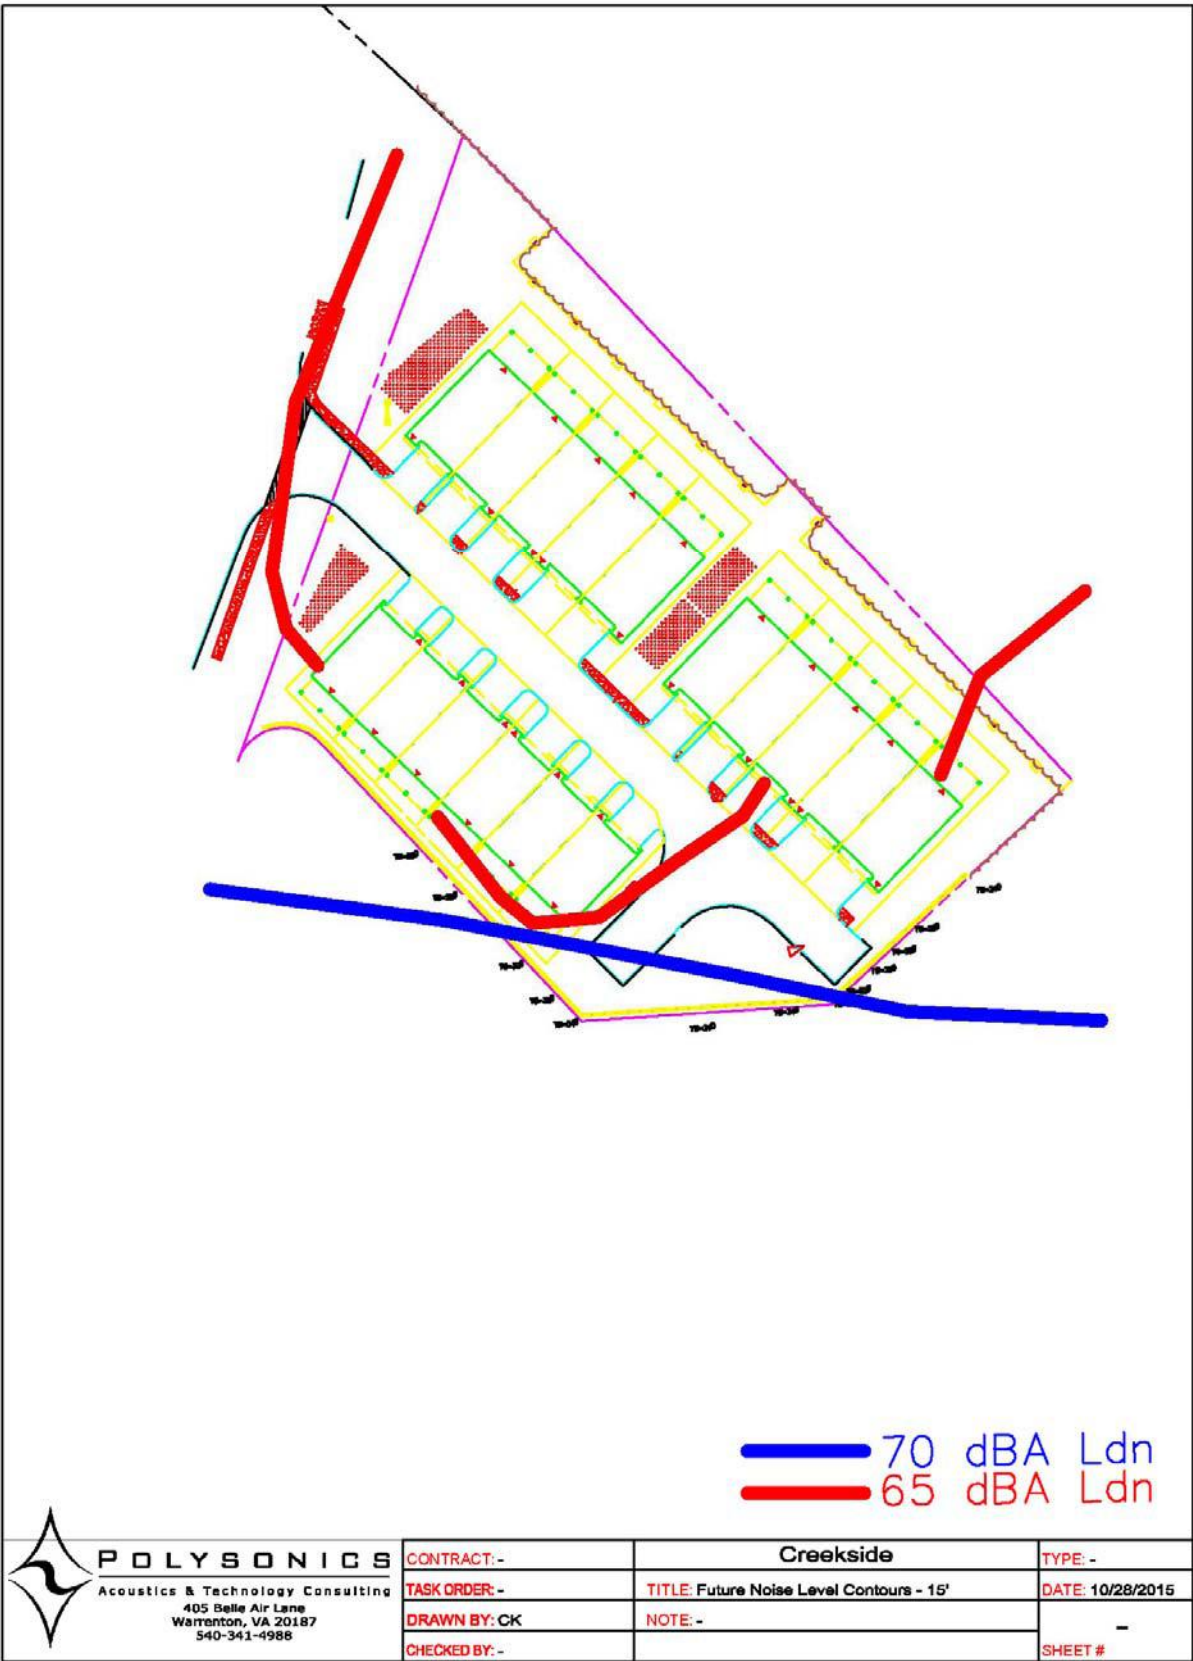 70 dBA Ldn
65 dBA Ldn
POLYSONICS
Acoustics & Technology Consulting
405 Belle Air Lane
Warrenton, VA 20187
540-341-4988
CONTRACT: -
TASK ORDER: -
DRAWN BY: CK
CHECKED BY: -
Creekside
TITLE: Future Noise Level Contours - 15'
NOTE: -
TYPE: -
DATE: 10/28/2015
-
SHEET #